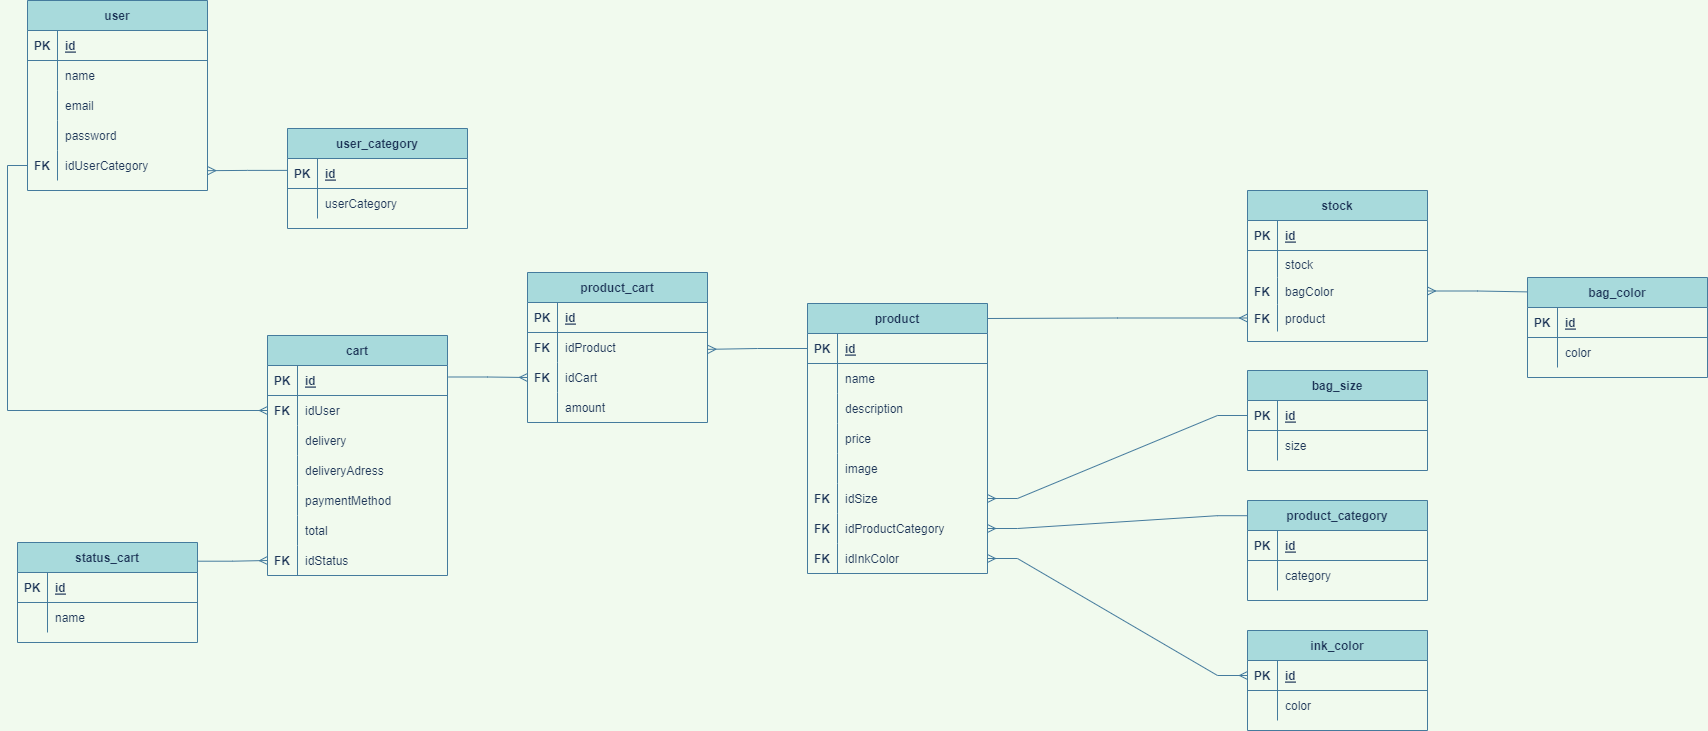 user
PK id
name
email
password
FK idUserCategory
user_category
PK id
userCategory
cart
PK id
FK idUser
delivery
deliveryAdress
paymentMethod
total
FK idStatus
status_cart
PK id
name
product_cart
PK id
FK idProduct
FK idCart
amount
product
PK id
name
description
price
image
FK idSize
FK idProductCategory
FK idInkColor
stock
PK id
stock
FK bagColor
FK product
bag_color
PK id
color
bag_size
PK id
size
product_category
PK id
category
ink_color
PK id
color